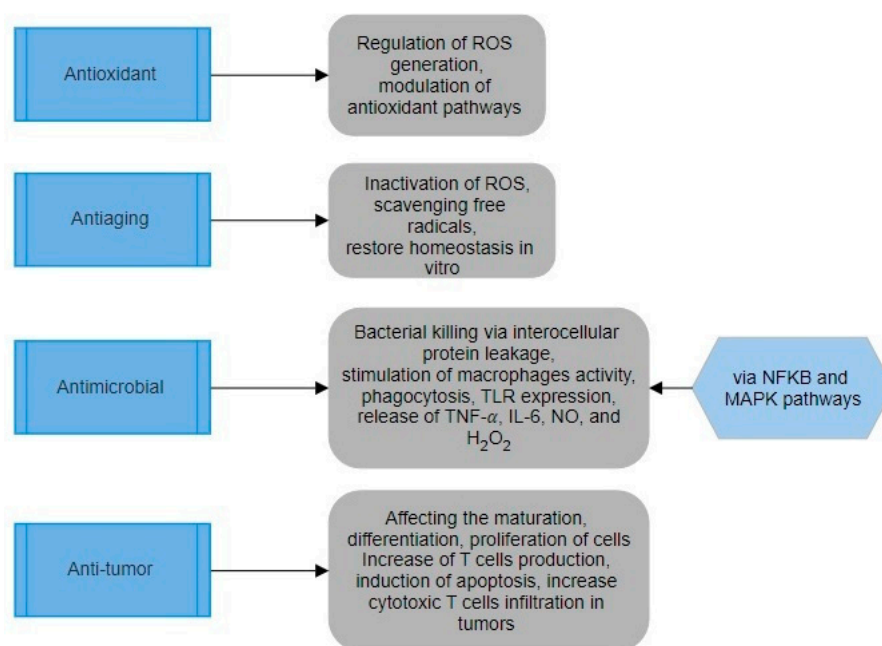 Antioxidant
Regulation of ROS
generation,
modulation of
antioxidant pathways
Antiaging
Inactivation of ROS,
scavenging free
radicals,
restore homeostasis in
vitro
Antimicrobial
Bacterial killing via interocellular
protein leakage,
stimulation of macrophages activity,
phagocytosis, TLR expression,
release of TNF-α, IL-6, NO, and
H₂O₂
via NFKB and
MAPK pathways
Anti-tumor
Affecting the maturation,
differentiation, proliferation of cells
Increase of T cells production,
induction of apoptosis, increase
cytotoxic T cells infiltration in
tumors